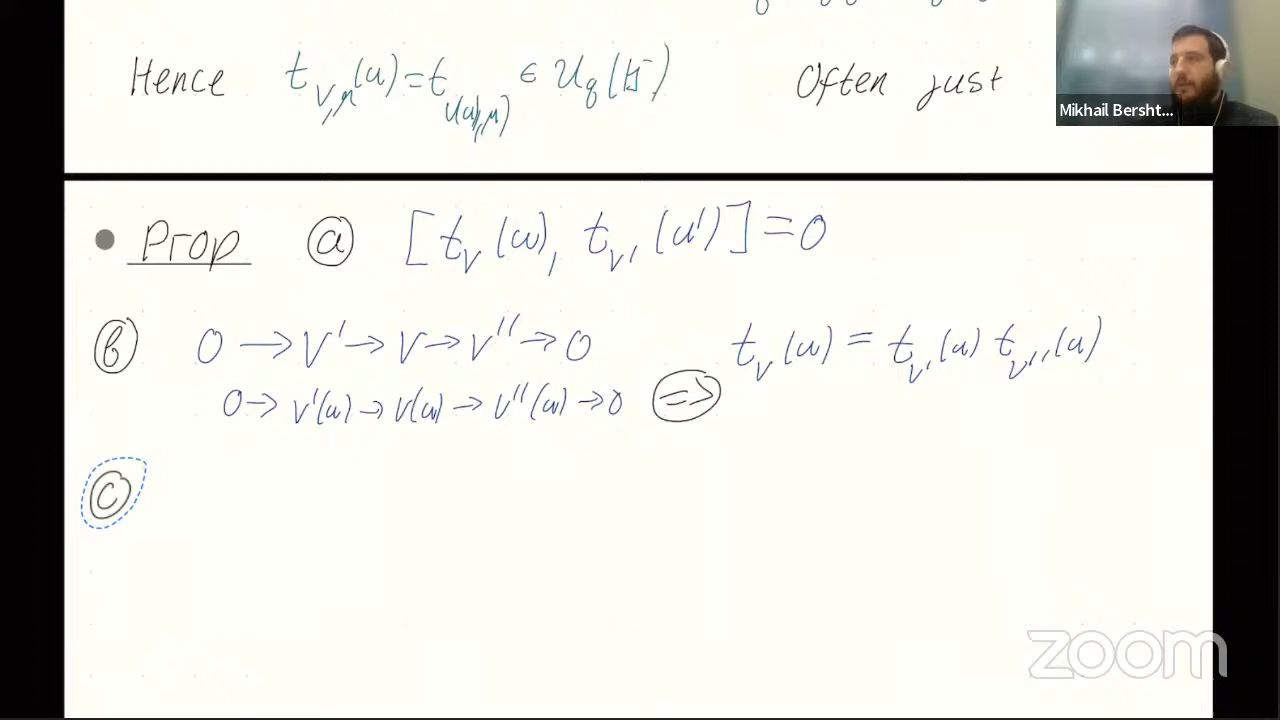 Hence t_{V,μ}(u) = t_{V(u),μ} ∈ U_q(b^-) Often just
Mikhail Bersht...
• Prop ⓐ [t_V(u), t_{V'}(u')] = 0
ⓑ 0 → V' → V → V'' → 0 t_V(u) = t_{V'}(u) t_{V''}(u)
0 → V'(u) → V(u) → V''(u) → 0 ⇒
ⓒ
zoom